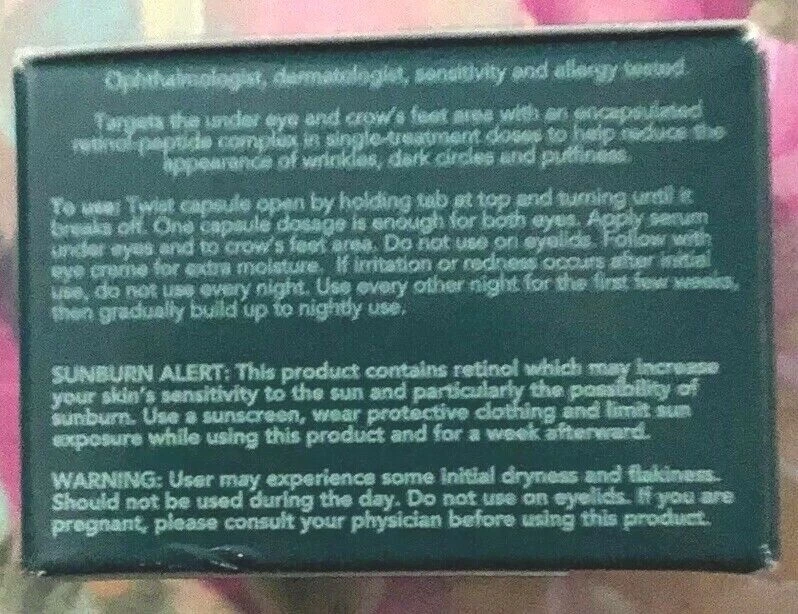 Ophthalmologist, dermatologist, sensitivity and allergy tested.
Targets the under eye and crow's feet area with an encapsulated
retinol-peptide complex in single-treatment doses to help reduce the
appearance of wrinkles, dark circles and puffiness.
To use: Twist capsule open by holding tab at top and turning until it
breaks off. One capsule dosage is enough for both eyes. Apply serum
under eyes and to crow's feet area. Do not use on eyelids. Follow with
eye creme for extra moisture. If irritation or redness occurs after initial
use, do not use every night. Use every other night for the first few weeks,
then gradually build up to nightly use.
SUNBURN ALERT: This product contains retinol which may increase
your skin's sensitivity to the sun and particularly the possibility of
sunburn. Use a sunscreen, wear protective clothing and limit sun
exposure while using this product and for a week afterward.
WARNING: User may experience some initial dryness and flakiness.
Should not be used during the day. Do not use on eyelids. If you are
pregnant, please consult your physician before using this product.